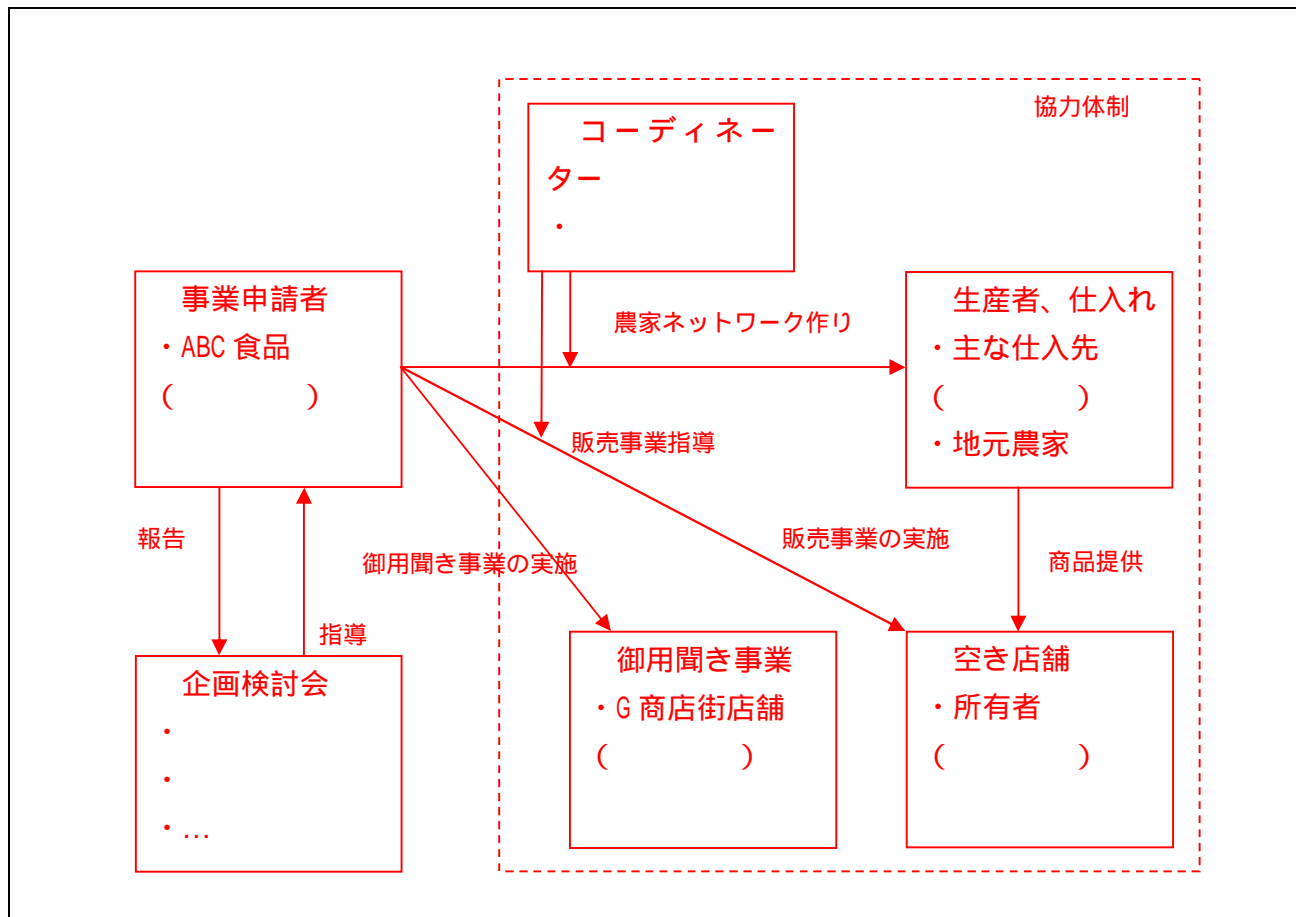 協力体制
コーディネー
ター
・
事業申請者
・ABC 食品
(　　　　　)
農家ネットワーク作り
生産者、仕入れ
・主な仕入先
(　　　　　)
・地元農家
販売事業指導
報告
御用聞き事業の実施
販売事業の実施
商品提供
指導
企画検討会
・
・
・…
御用聞き事業
・G 商店街店舗
(　　　　　)
空き店舗
・所有者
(　　　　　)